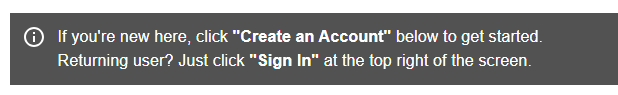 If you're new here, click "Create an Account" below to get started.
Returning user? Just click "Sign In" at the top right of the screen.